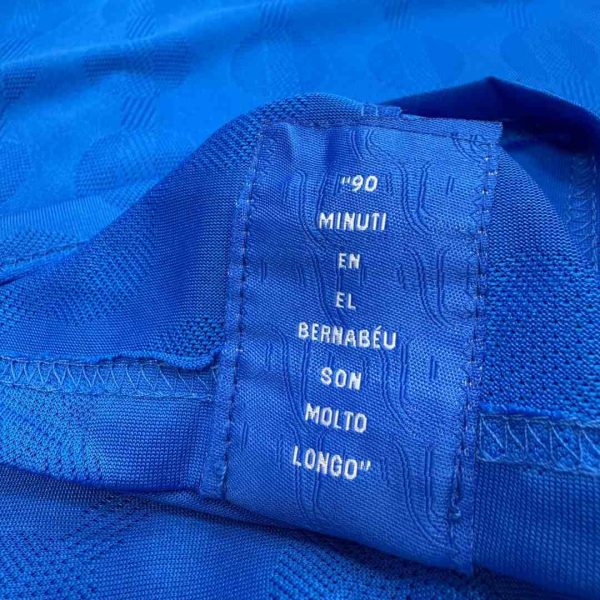 "90
MINUTI
EN
EL
BERNABÉU
SON
MOLTO
LONGO"